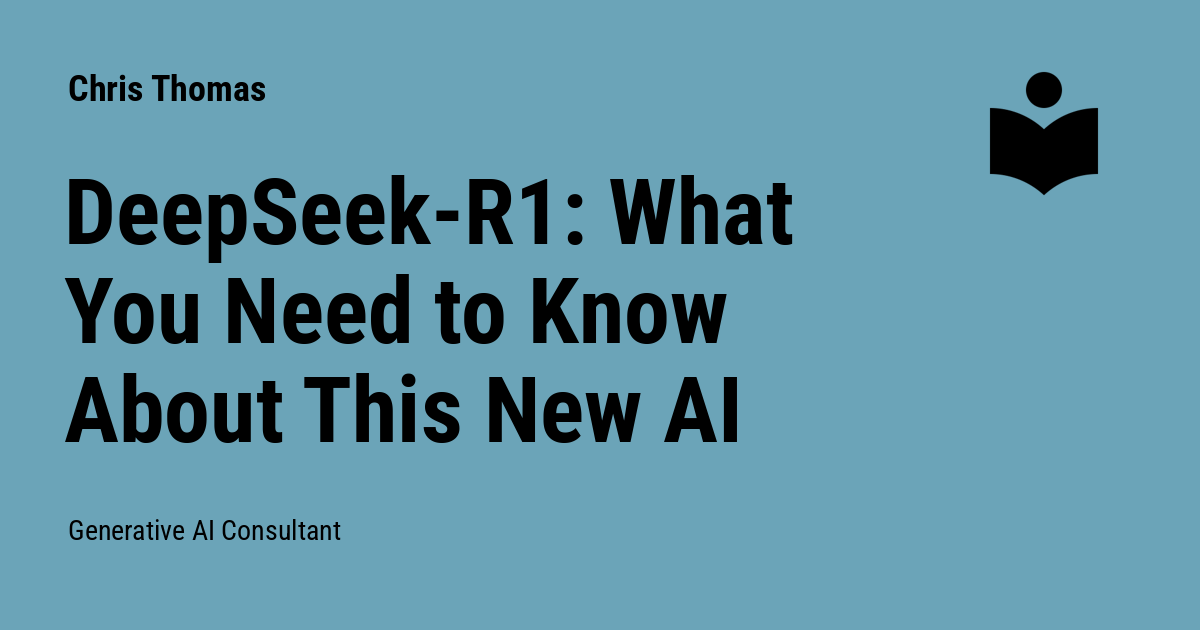 Chris Thomas
DeepSeek-R1: What
You Need to Know
About This New AI
Generative AI Consultant